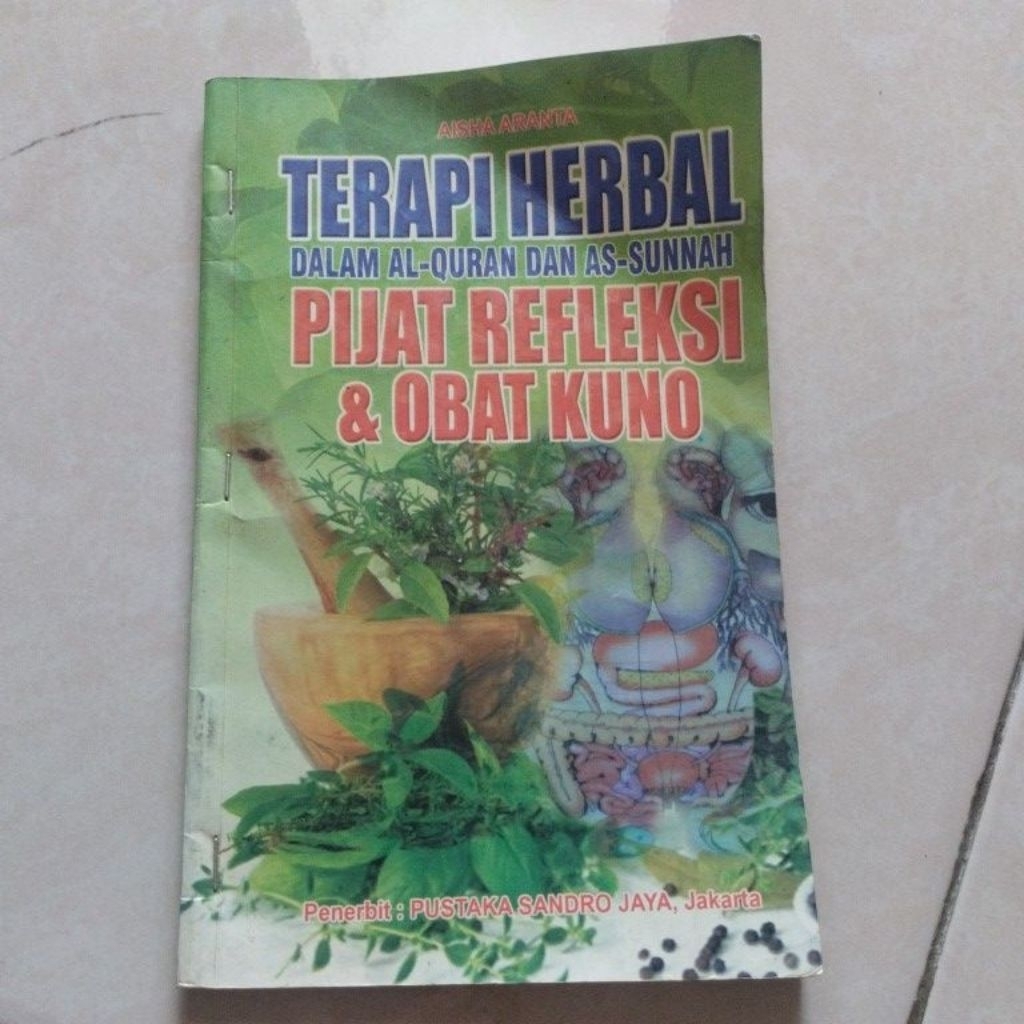 AISHA ARANTA
TERAPI HERBAL
DALAM AL-QURAN DAN AS-SUNNAH
PIJAT REFLEKSI
& OBAT KUNO
Penerbit : PUSTAKA SANDRO JAYA, Jakarta